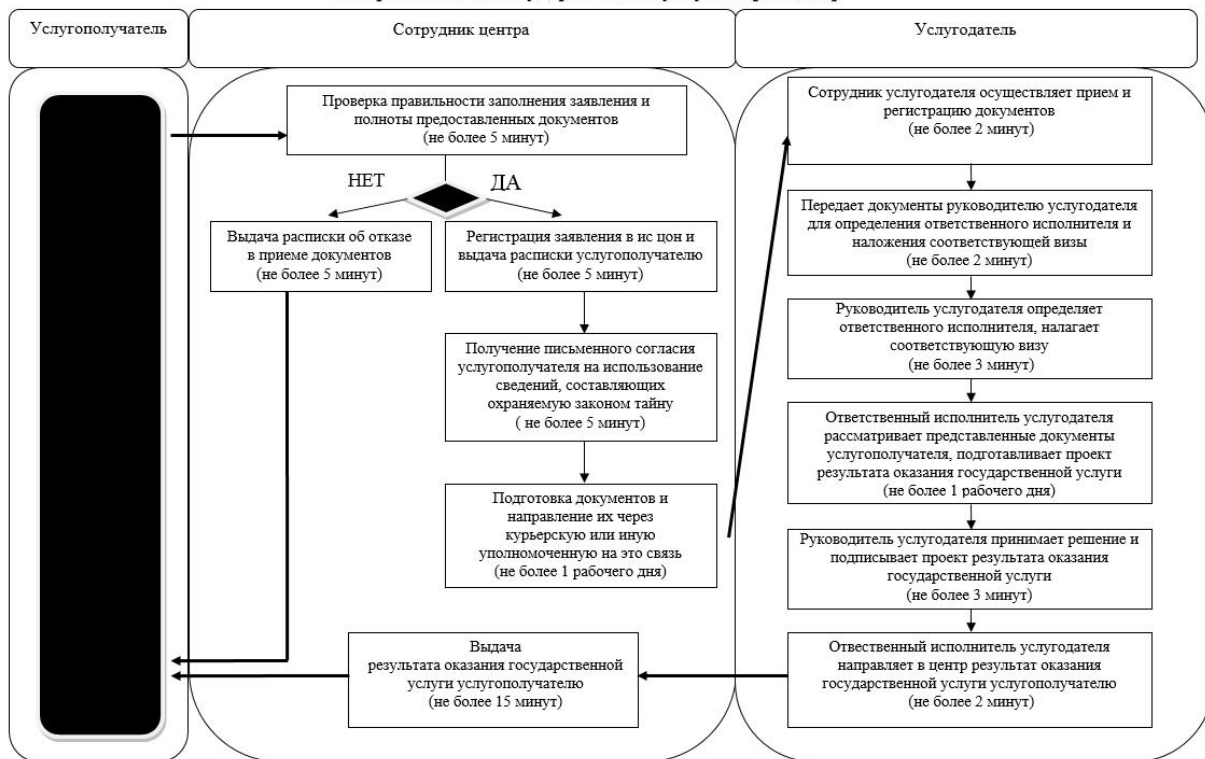 Услугополучатель
Сотрудник центра
Услугодатель
Проверка правильности заполнения заявления и
полноты предоставленных документов
(не более 5 минут)
НЕТ
ДА
Выдача расписки об отказе
в приеме документов
(не более 5 минут)
Регистрация заявления в ис цон и
выдача расписки услугополучателю
(не более 5 минут)
Получение письменного согласия
услугополучателя на использование
сведений, составляющих
охраняемую законом тайну
( не более 5 минут)
Подготовка документов и
направление их через
курьерскую или иную
уполномоченную на это связь
(не более 1 рабочего дня)
Выдача
результата оказания государственной
услуги услугополучателю
(не более 15 минут)
Сотрудник услугодателя осуществляет прием и
регистрацию документов
(не более 2 минут)
Передает документы руководителю услугодателя
для определения ответственного исполнителя и
наложения соответствующей визы
(не более 2 минут)
Руководитель услугодателя определяет
ответственного исполнителя, налагает
соответствующую визу
(не более 3 минут)
Ответственный исполнитель услугодателя
рассматривает представленные документы
услугополучателя, подготавливает проект
результата оказания государственной услуги
(не более 1 рабочего дня)
Руководитель услугодателя принимает решение и
подписывает проект результата оказания
государственной услуги
(не более 3 минут)
Отвественный исполнитель услугодателя
направляет в центр результат оказания
государственной услуги услугополучателю
(не более 2 минут)